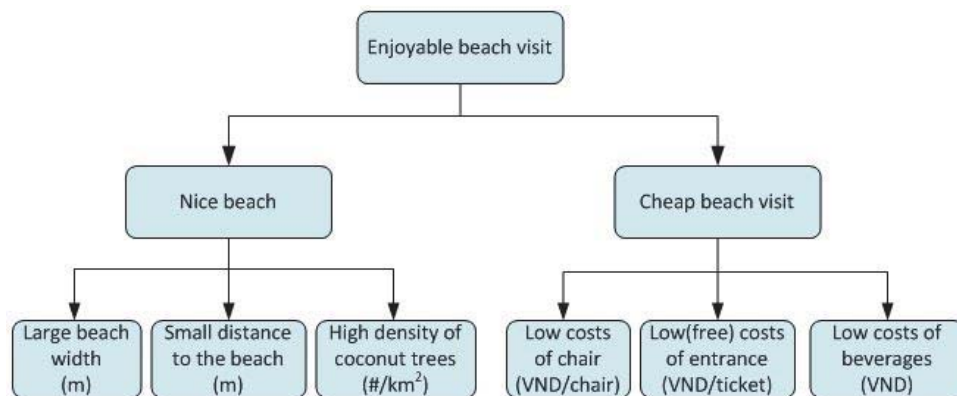 Enjoyable beach visit
Nice beach
Cheap beach visit
Large beach
width
(m)
Small distance
to the beach
(m)
High density of
coconut trees
(#/km²)
Low costs
of chair
(VND/chair)
Low(free) costs
of entrance
(VND/ticket)
Low costs of
beverages
(VND)